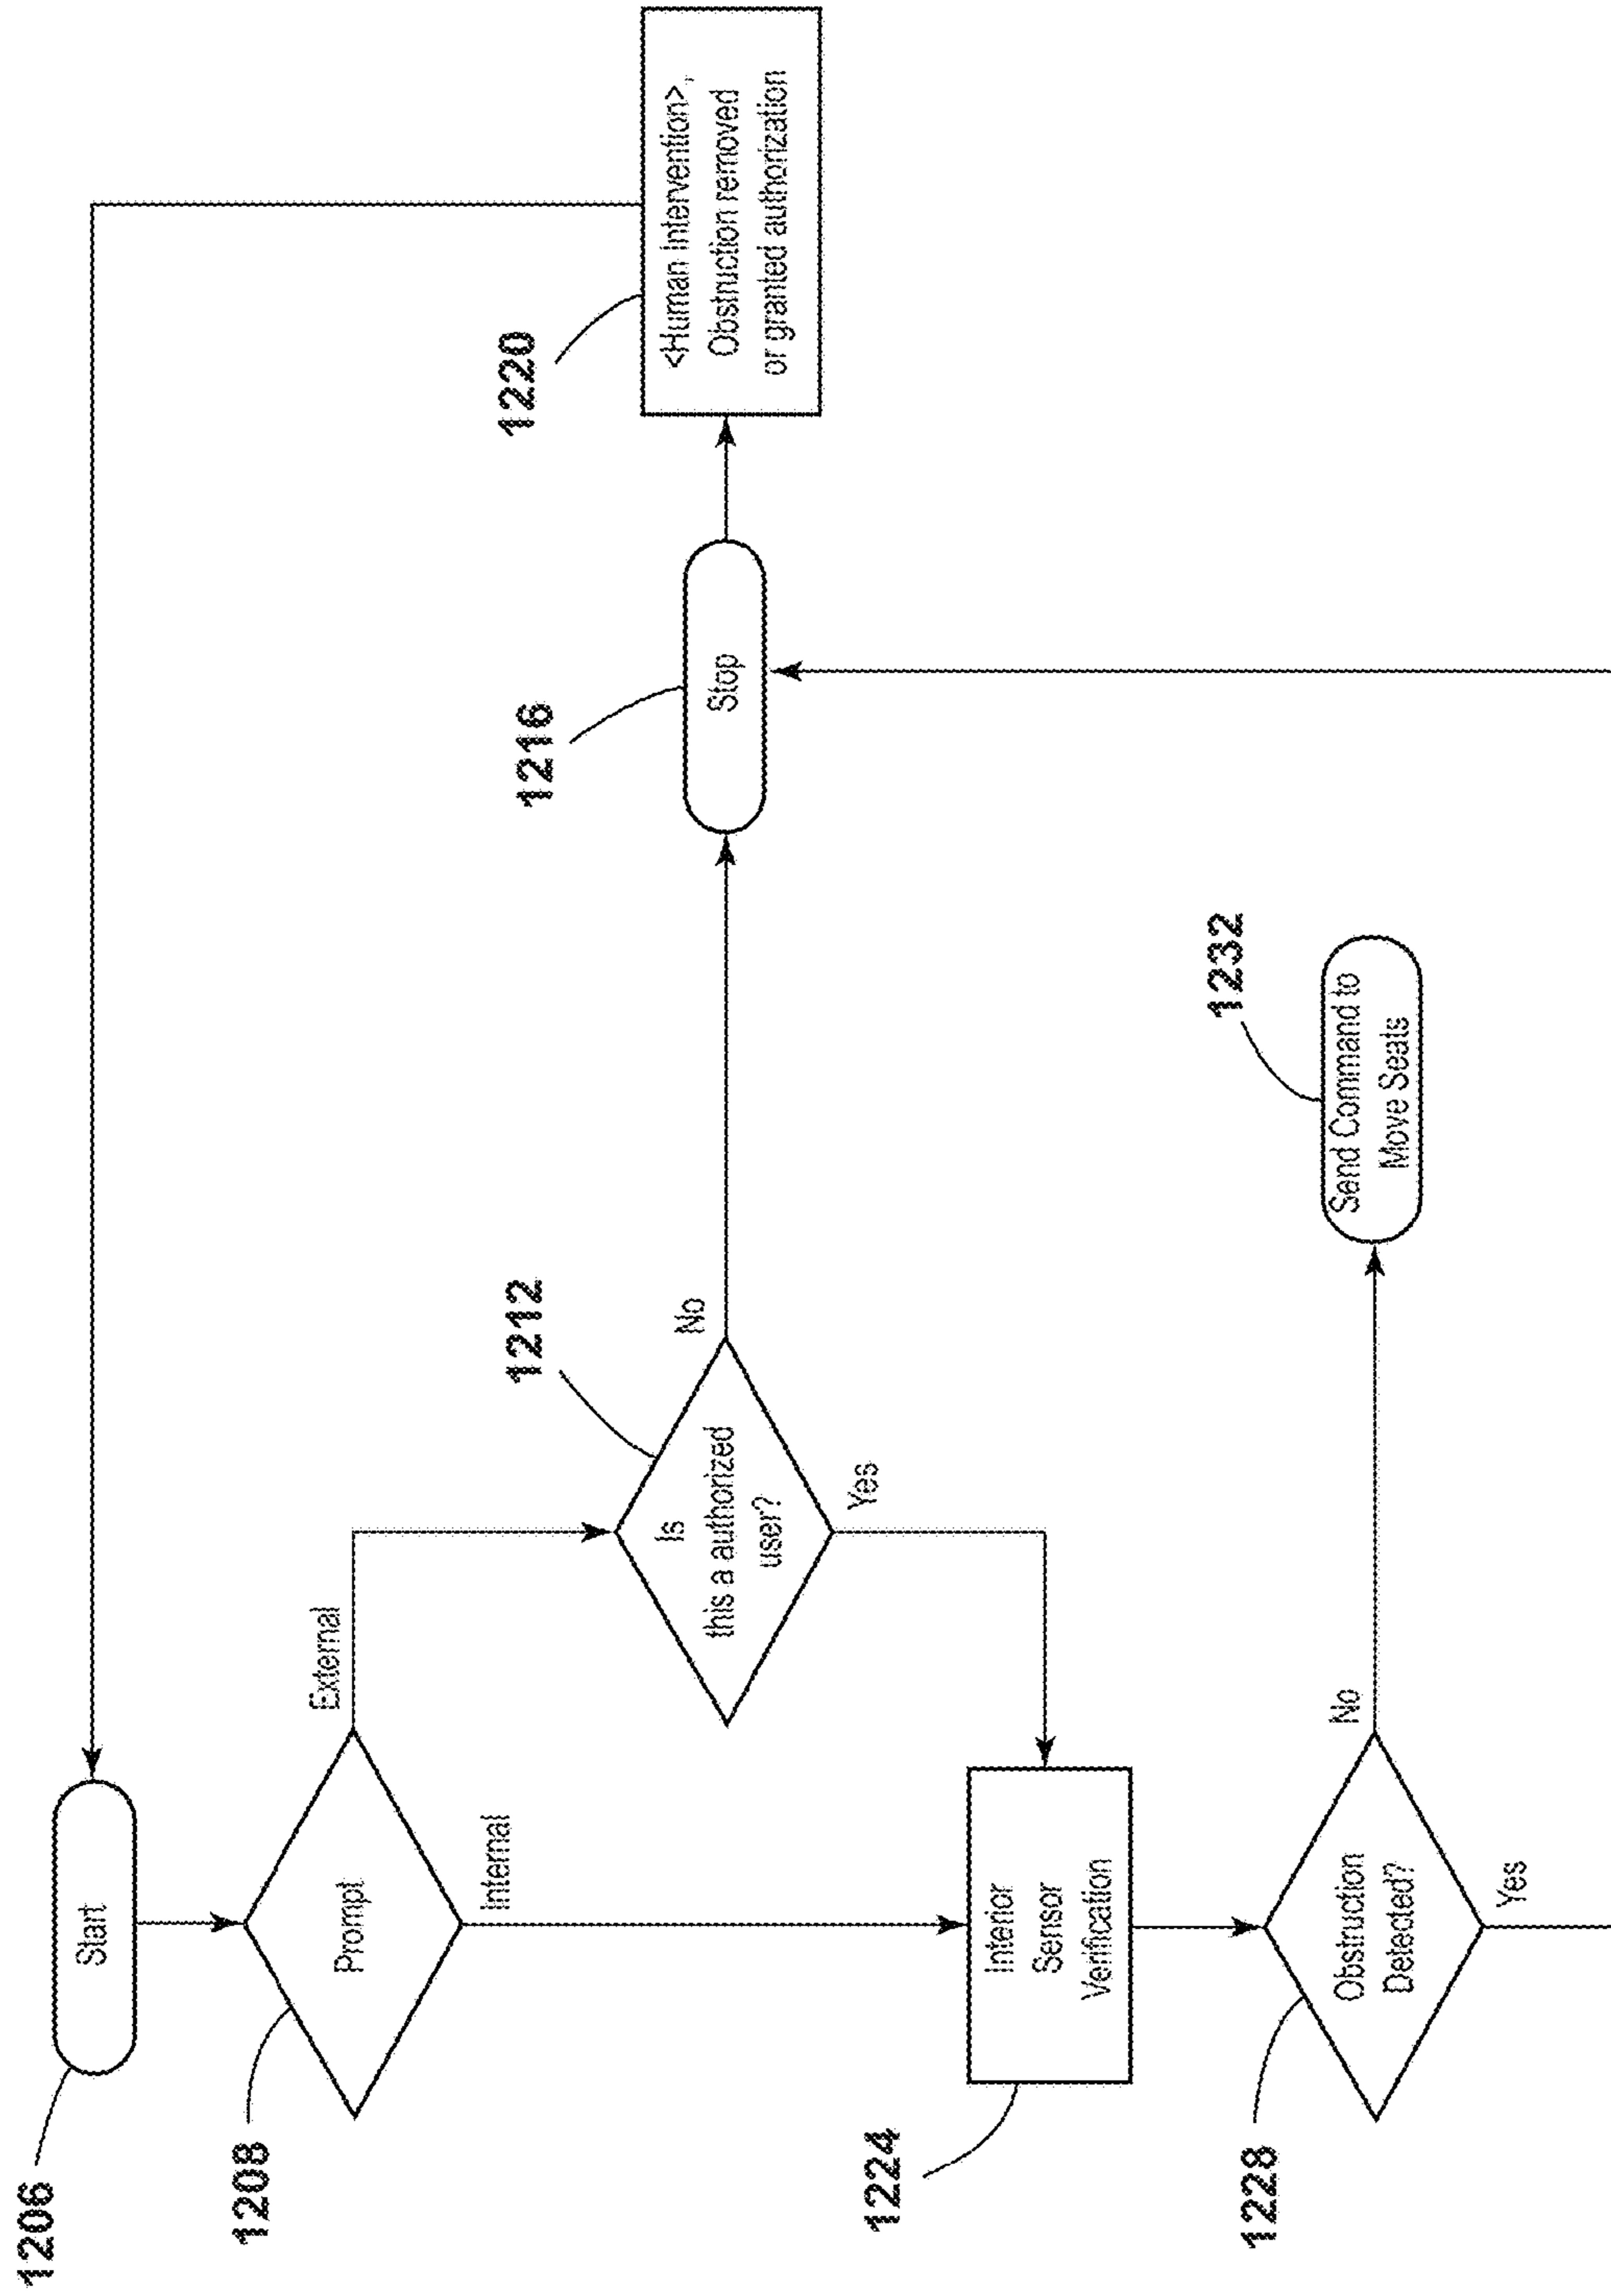 1206
Start
1208
Prompt
External
Internal
1212
Is
this a authorized
user?
No
Yes
1216
Stop
1220
<Human Intervention>,
Obstruction removed
or granted authorization
1224
Interior
Sensor
Verification
1228
Obstruction
Detected?
No
Yes
1232
Send Command to
Move Seats